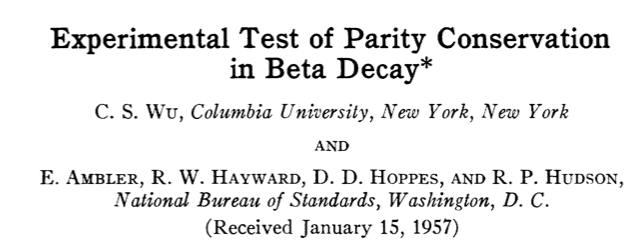 Experimental Test of Parity Conservation
in Beta Decay*
C. S. WU, Columbia University, New York, New York
AND
E. AMBLER, R. W. HAYWARD, D. D. HOPPES, AND R. P. HUDSON,
National Bureau of Standards, Washington, D. C.
(Received January 15, 1957)